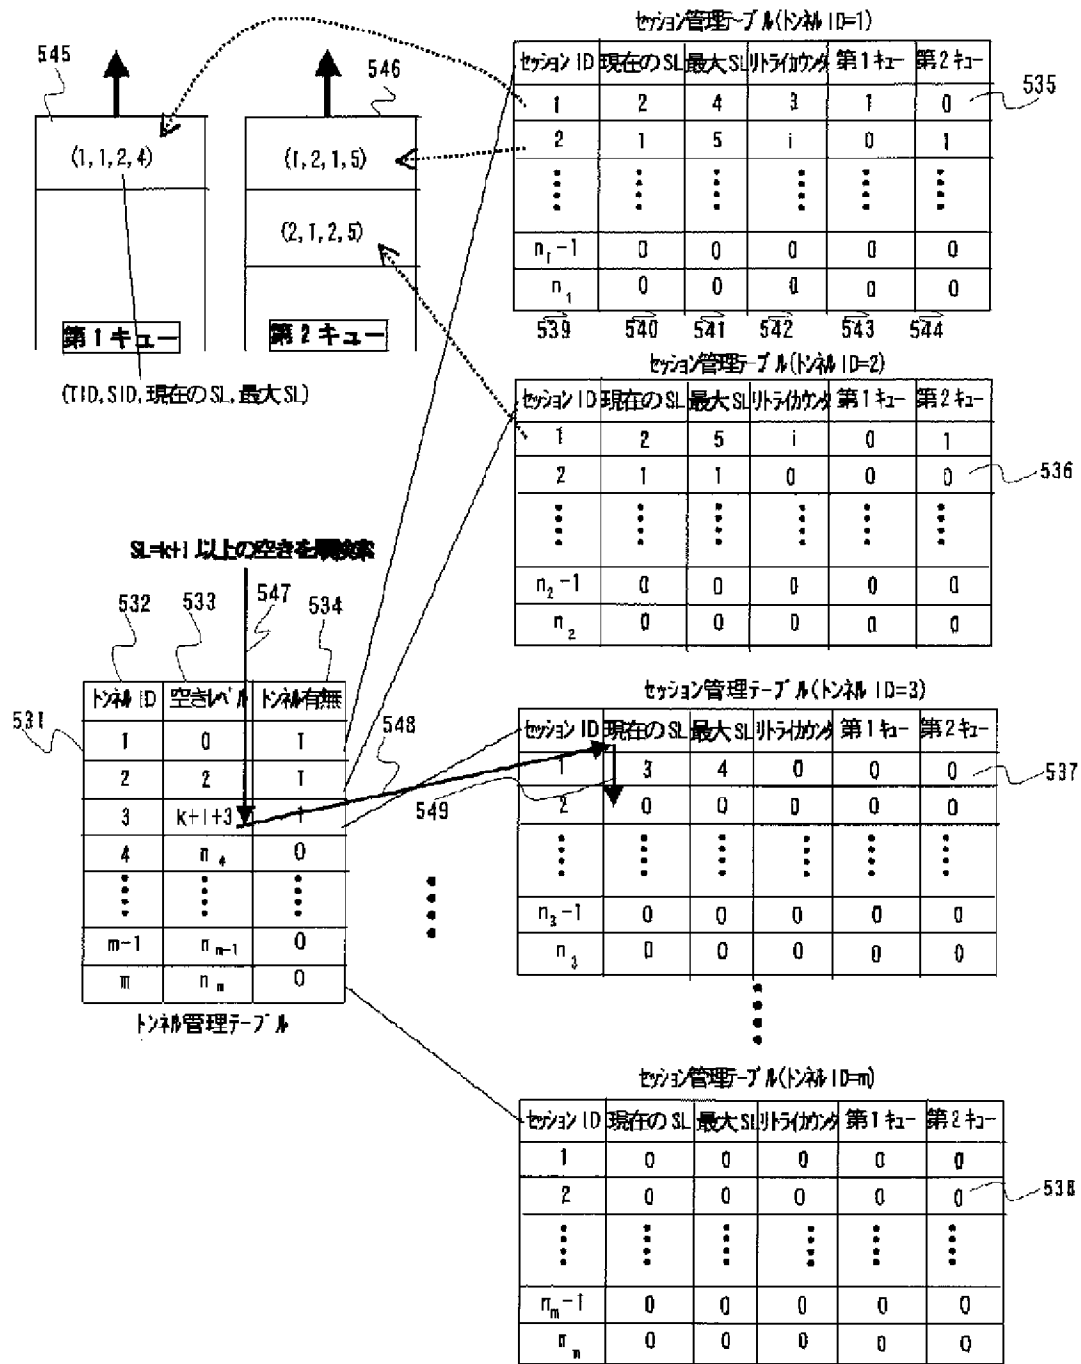 545
546
(1,1,2,4)
(1,2,1,5)
(2,1,2,5)
第1キュー
第2キュー
(TID,SID,現在のSL,最大SL)
セッション管理テーブル(トンネルID=1)
セッションID 現在のSL 最大SL リトライカウンタ 第1キュー 第2キュー
1 2 4 3 1 0
2 1 5 i 0 1
n1-1 0 0 0 0 0
n1 0 0 0 0 0
535
539 540 541 542 543 544
セッション管理テーブル(トンネルID=2)
セッションID 現在のSL 最大SL リトライカウンタ 第1キュー 第2キュー
1 2 5 i 0 1
2 1 1 0 0 0
n2-1 0 0 0 0 0
n2 0 0 0 0 0
536
SL=k+1以上の空きを順検索
532 533 547 534
531
トンネルID 空きレベル トンネル有無
1 0 1
2 2 1
3 k+1+3 1
4 n4 0
m-1 nm-1 0
m nm 0
トンネル管理テーブル
548
549
セッション管理テーブル(トンネルID=3)
セッションID 現在のSL 最大SL リトライカウンタ 第1キュー 第2キュー
1 3 4 0 0 0
2 0 0 0 0 0
n3-1 0 0 0 0 0
n3 0 0 0 0 0
537
セッション管理テーブル(トンネルID=m)
セッションID 現在のSL 最大SL リトライカウンタ 第1キュー 第2キュー
1 0 0 0 0 0
2 0 0 0 0 0
nm-1 0 0 0 0 0
nm 0 0 0 0 0
538